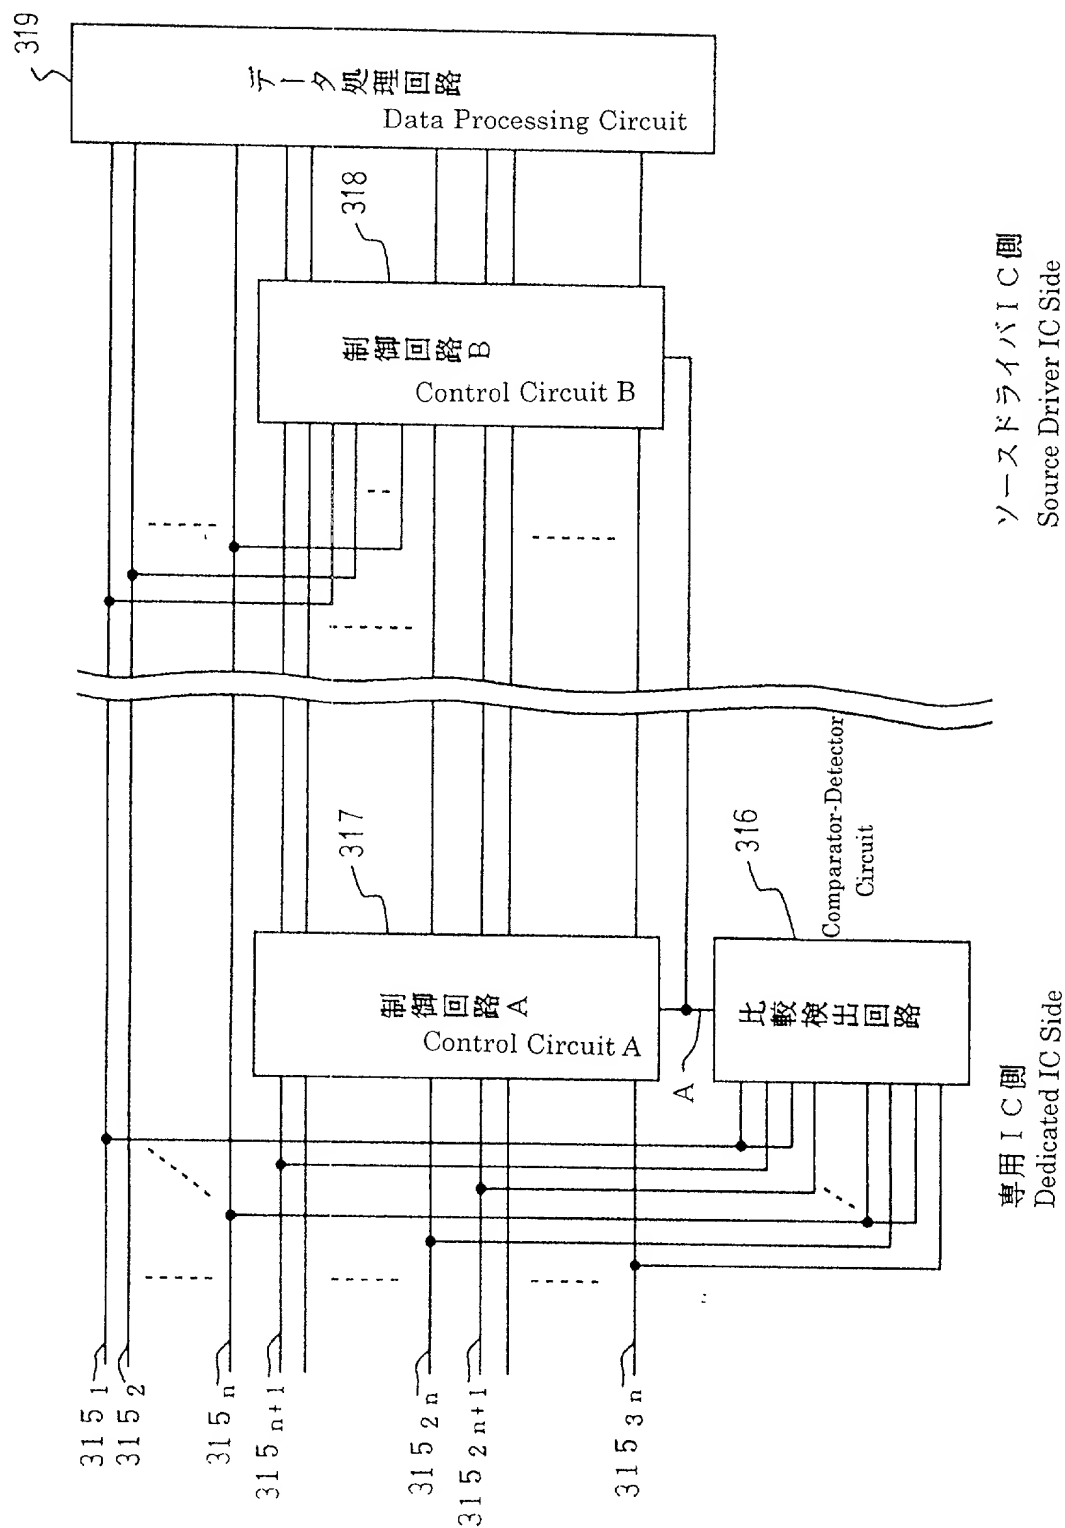 315 1
315 2
315 n
315 n+1
315 2n
315 2n+1
315 3n
制御回路A
Control Circuit A
317
A
比較検出回路
316
Comparator-Detector
Circuit
専用IC側
Dedicated IC Side
制御回路B
Control Circuit B
318
データ処理回路
Data Processing Circuit
319
ソースドライバIC側
Source Driver IC Side